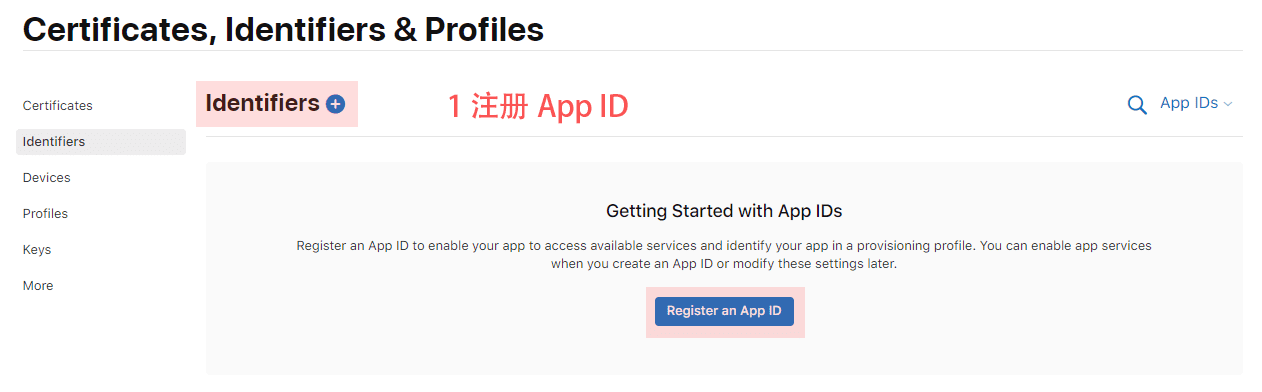 Certificates, Identifiers & Profiles
Certificates
Identifiers
Devices
Profiles
Keys
More
Identifiers +
1 注册 App ID
App IDs
Getting Started with App IDs
Register an App ID to enable your app to access available services and identify your app in a provisioning profile. You can enable app services
when you create an App ID or modify these settings later.
Register an App ID